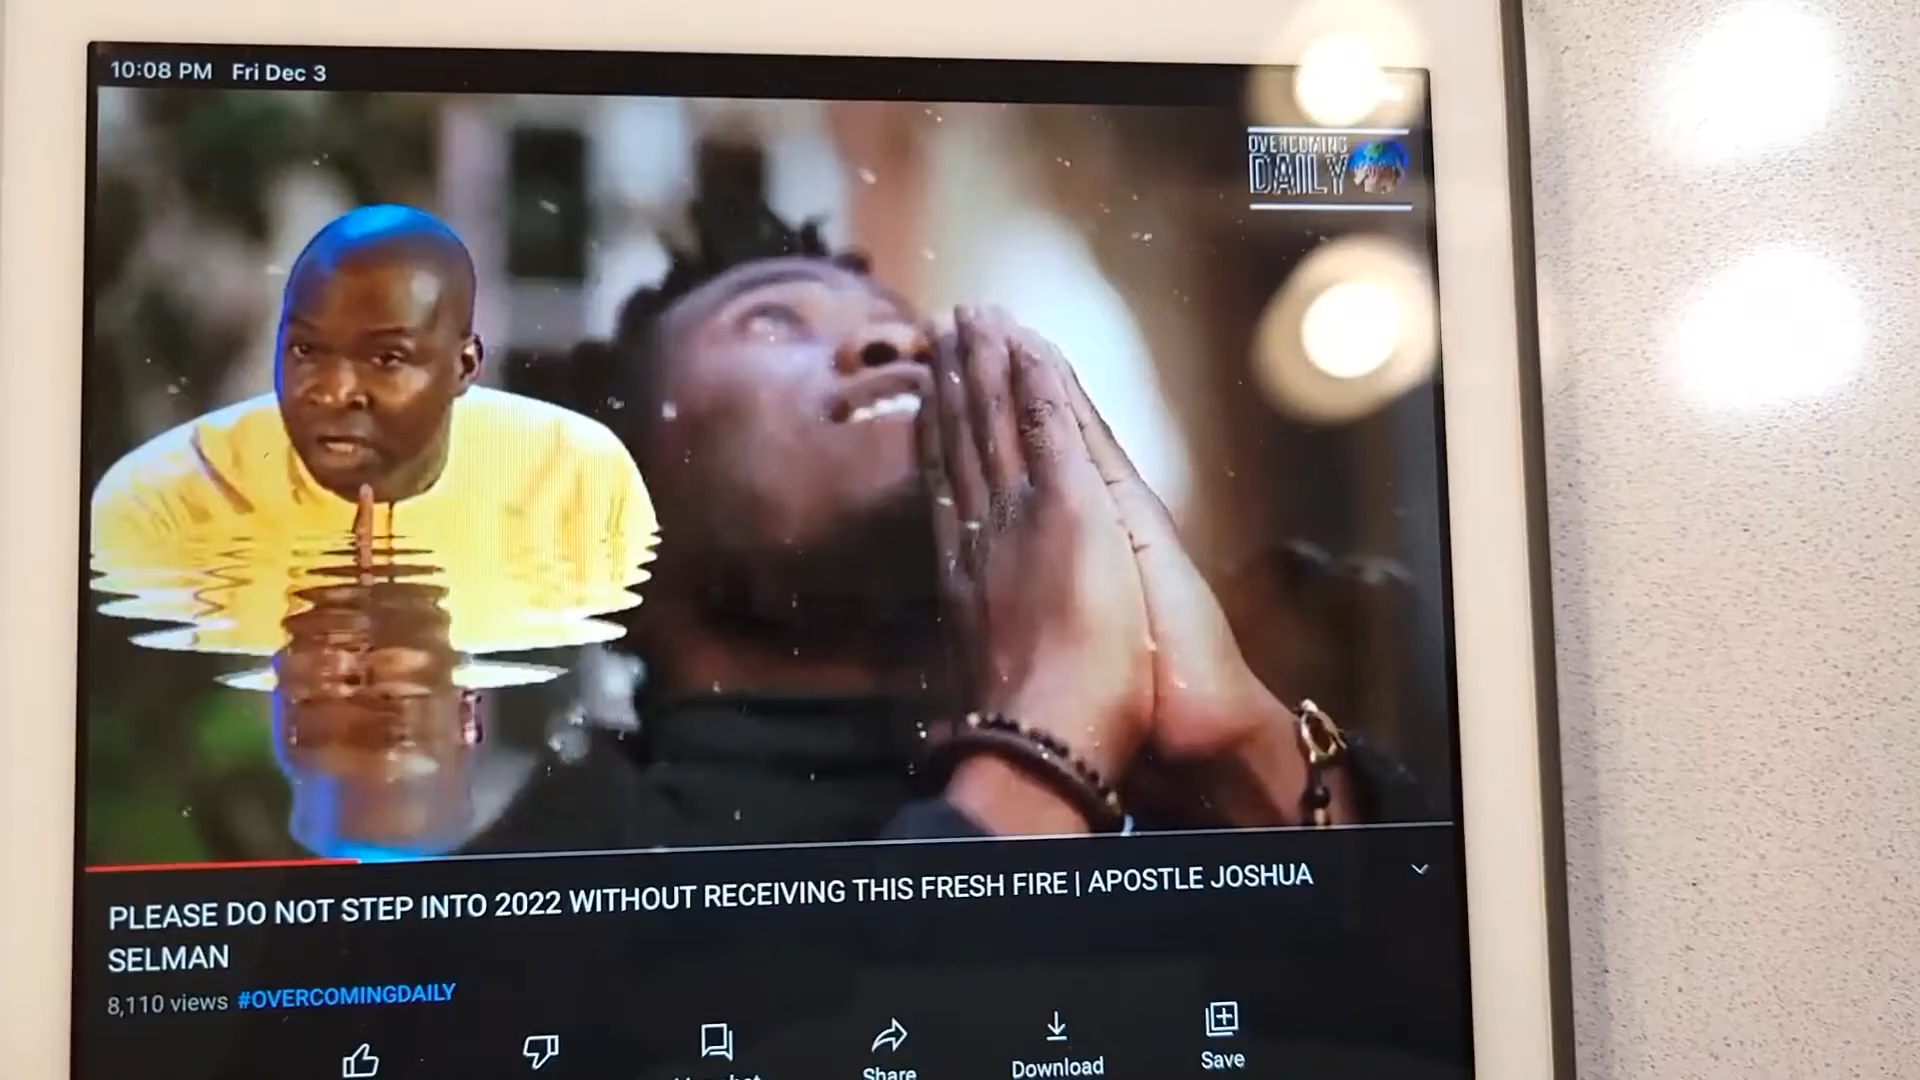 10:08 PM Fri Dec 3
OVERCOMING
DAILY
PLEASE DO NOT STEP INTO 2022 WITHOUT RECEIVING THIS FRESH FIRE | APOSTLE JOSHUA
SELMAN
8,110 views #OVERCOMINGDAILY
Share Download Save